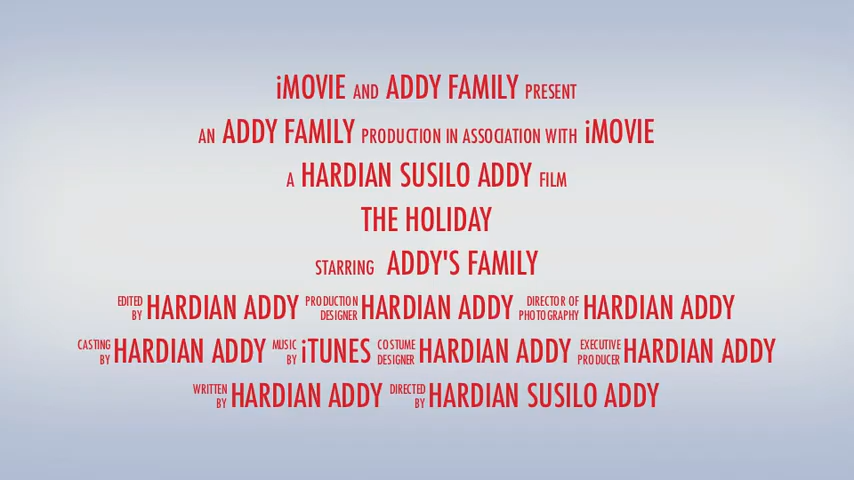 iMOVIE AND ADDY FAMILY PRESENT
AN ADDY FAMILY PRODUCTION IN ASSOCIATION WITH iMOVIE
A HARDIAN SUSILO ADDY FILM
THE HOLIDAY
STARRING ADDY'S FAMILY
EDITED BY HARDIAN ADDY PRODUCTION DESIGNER HARDIAN ADDY DIRECTOR OF PHOTOGRAPHY HARDIAN ADDY
CASTING BY HARDIAN ADDY MUSIC BY iTUNES COSTUME DESIGNER HARDIAN ADDY EXECUTIVE PRODUCER HARDIAN ADDY
WRITTEN BY HARDIAN ADDY DIRECTED BY HARDIAN SUSILO ADDY